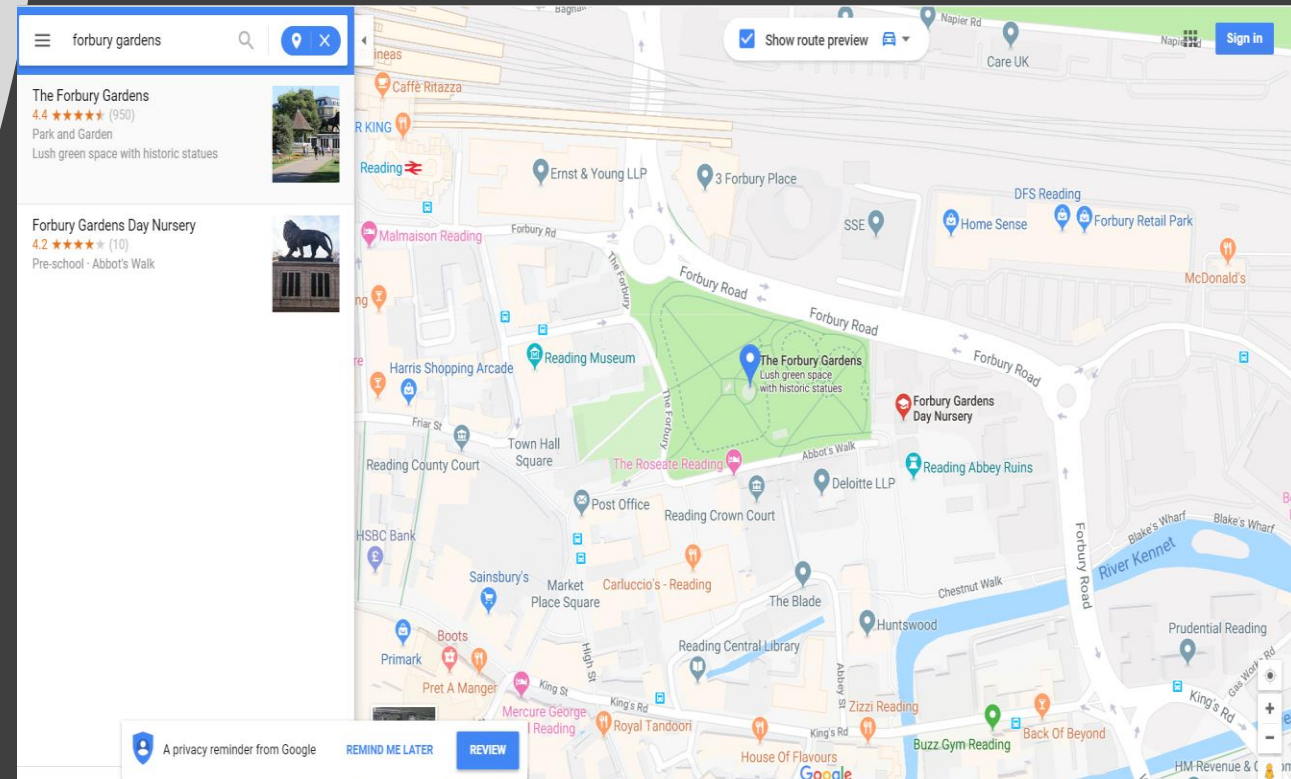 forbury gardens
X
The Forbury Gardens
4.4 ★★★★★ (950)
Park and Garden
Lush green space with historic statues
Forbury Gardens Day Nursery
4.2 ★★★★★ (10)
Pre-school · Abbot's Walk
Show route preview
Sign in
Napier Rd
Care UK
ineas
Caffè Ritazza
R KING
Reading
Ernst & Young LLP
3 Forbury Place
SSE
DFS Reading
Home Sense
Forbury Retail Park
McDonald's
Malmaison Reading
Forbury Rd
The Forbury
Forbury Road
Forbury Road
Forbury Road
ng
Reading Museum
Harris Shopping Arcade
The Forbury Gardens
Lush green space
with historic statues
Forbury Gardens
Day Nursery
Friar St
The Forbury
Town Hall
Square
Reading County Court
The Roseate Reading
Abbot's Walk
Reading Abbey Ruins
Deloitte LLP
Post Office
Reading Crown Court
HSBC Bank
Forbury Road
Blake's Wharf
Blake's Wharf
River Kennet
Sainsbury's
Market
Place Square
Carluccio's - Reading
The Blade
Chestnut Walk
Huntswood
Prudential Reading
Primark
Boots
High St
Reading Central Library
Abbey St
Pret A Manger
King St
Mercure George
Reading
King's Rd
Royal Tandoori
Zizzi Reading
King's Rd
House Of Flavours
Buzz Gym Reading
Back Of Beyond
King's Rd
Gas Works Rd
HM Revenue &
A privacy reminder from Google
REMIND ME LATER
REVIEW
Google
+
−